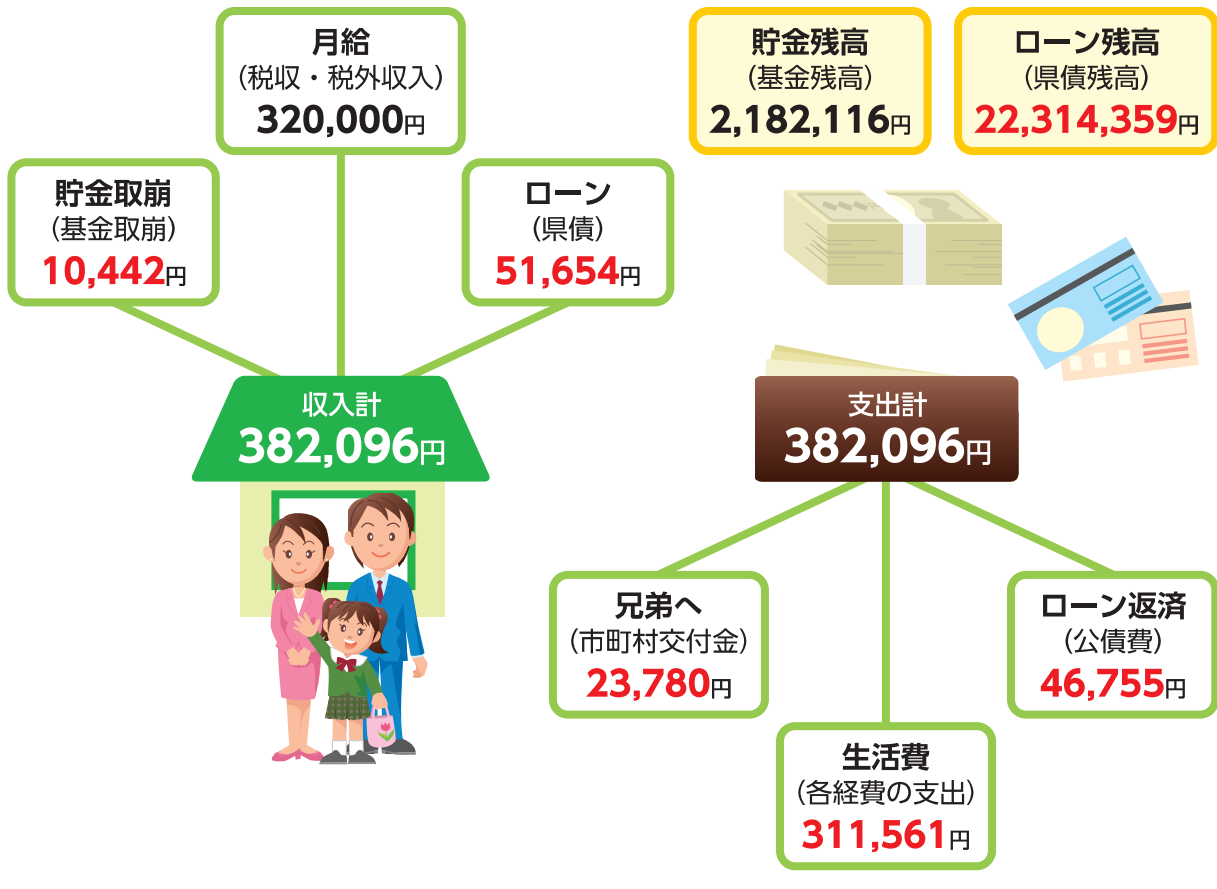 月給
（税収・税外収入）
320,000円
貯金取崩
（基金取崩）
10,442円
ローン
（県債）
51,654円
収入計
382,096円
貯金残高
（基金残高）
2,182,116円
ローン残高
（県債残高）
22,314,359円
支出計
382,096円
兄弟へ
（市町村交付金）
23,780円
生活費
（各経費の支出）
311,561円
ローン返済
（公債費）
46,755円